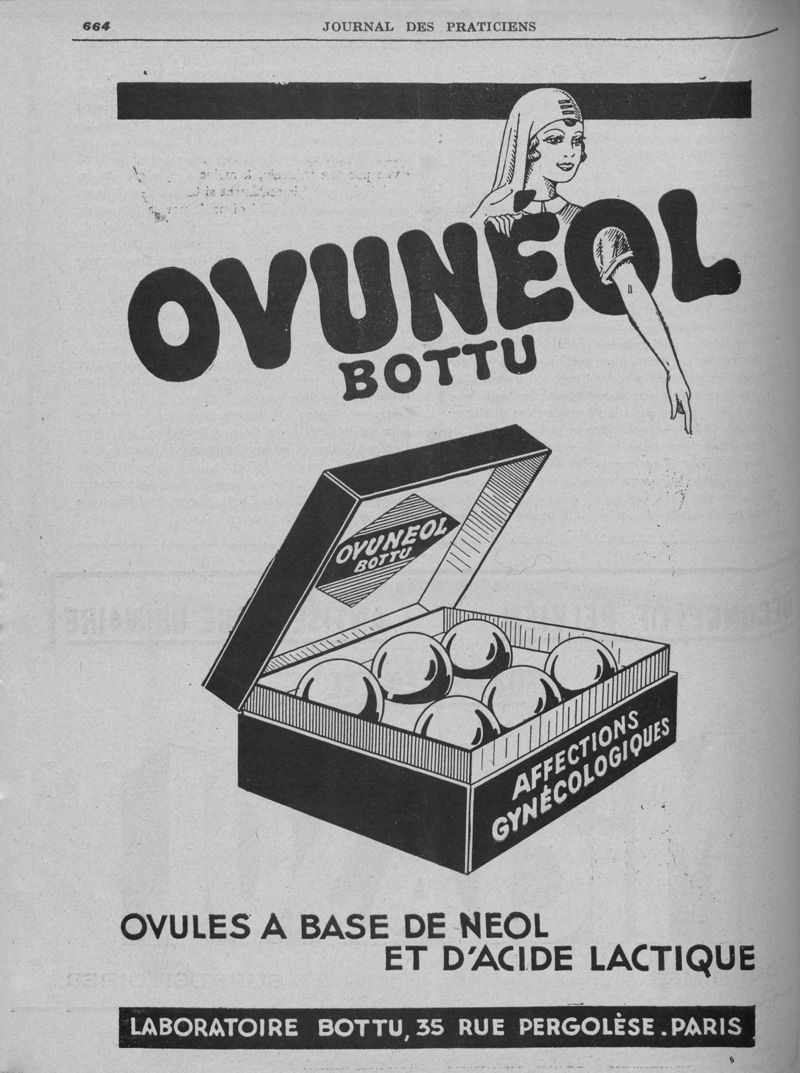 664
JOURNAL DES PRATICIENS
OVUNÉOL
BOTTU
OVUNEOL
BOTTU
AFFECTIONS
GYNÉCOLOGIQUES
OVULES A BASE DE NEOL
ET D'ACIDE LACTIQUE
LABORATOIRE BOTTU, 35 RUE PERGOLÈSE. PARIS